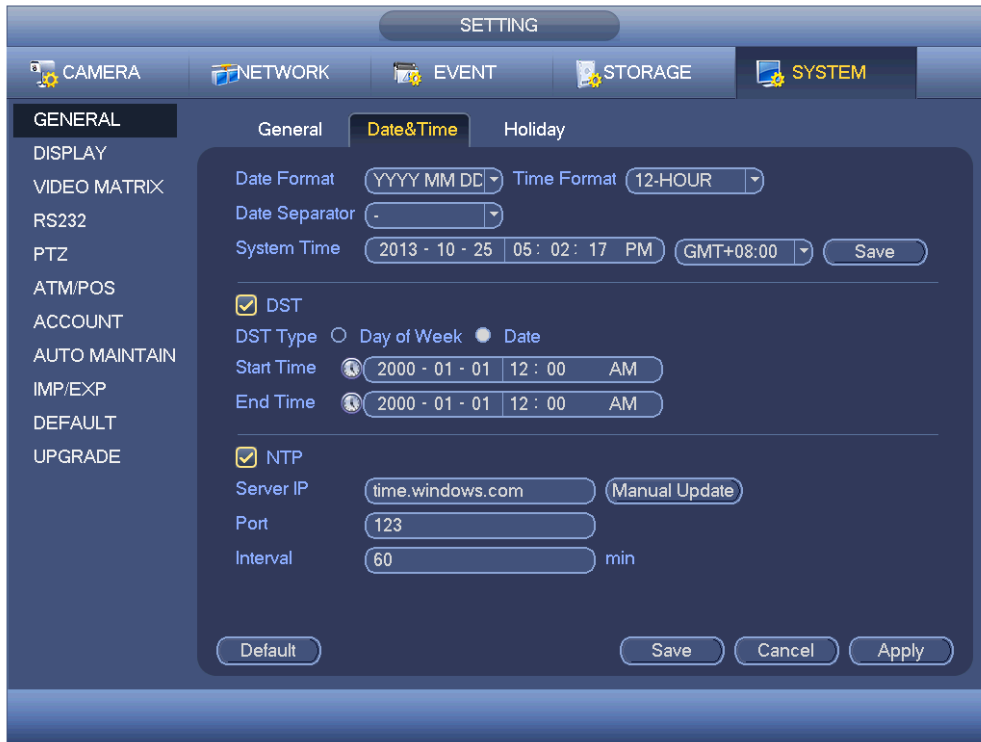 SETTING
CAMERA NETWORK EVENT STORAGE SYSTEM
GENERAL
DISPLAY
VIDEO MATRIX
RS232
PTZ
ATM/POS
ACCOUNT
AUTO MAINTAIN
IMP/EXP
DEFAULT
UPGRADE
General Date&Time Holiday
Date Format YYYY MM DD Time Format 12-HOUR
Date Separator -
System Time 2013 - 10 - 25 05 : 02 : 17 PM GMT+08:00 Save
DST
DST Type Day of Week Date
Start Time 2000 - 01 - 01 12 : 00 AM
End Time 2000 - 01 - 01 12 : 00 AM
NTP
Server IP time.windows.com Manual Update
Port 123
Interval 60 min
Default Save Cancel Apply